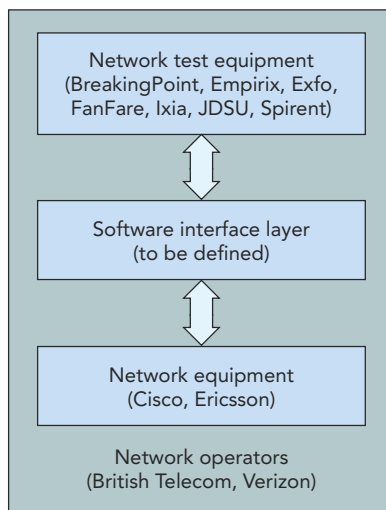 Network test equipment
(BreakingPoint, Empirix, Exfo,
FanFare, Ixia, JDSU, Spirent)
Software interface layer
(to be defined)
Network equipment
(Cisco, Ericsson)
Network operators
(British Telecom, Verizon)